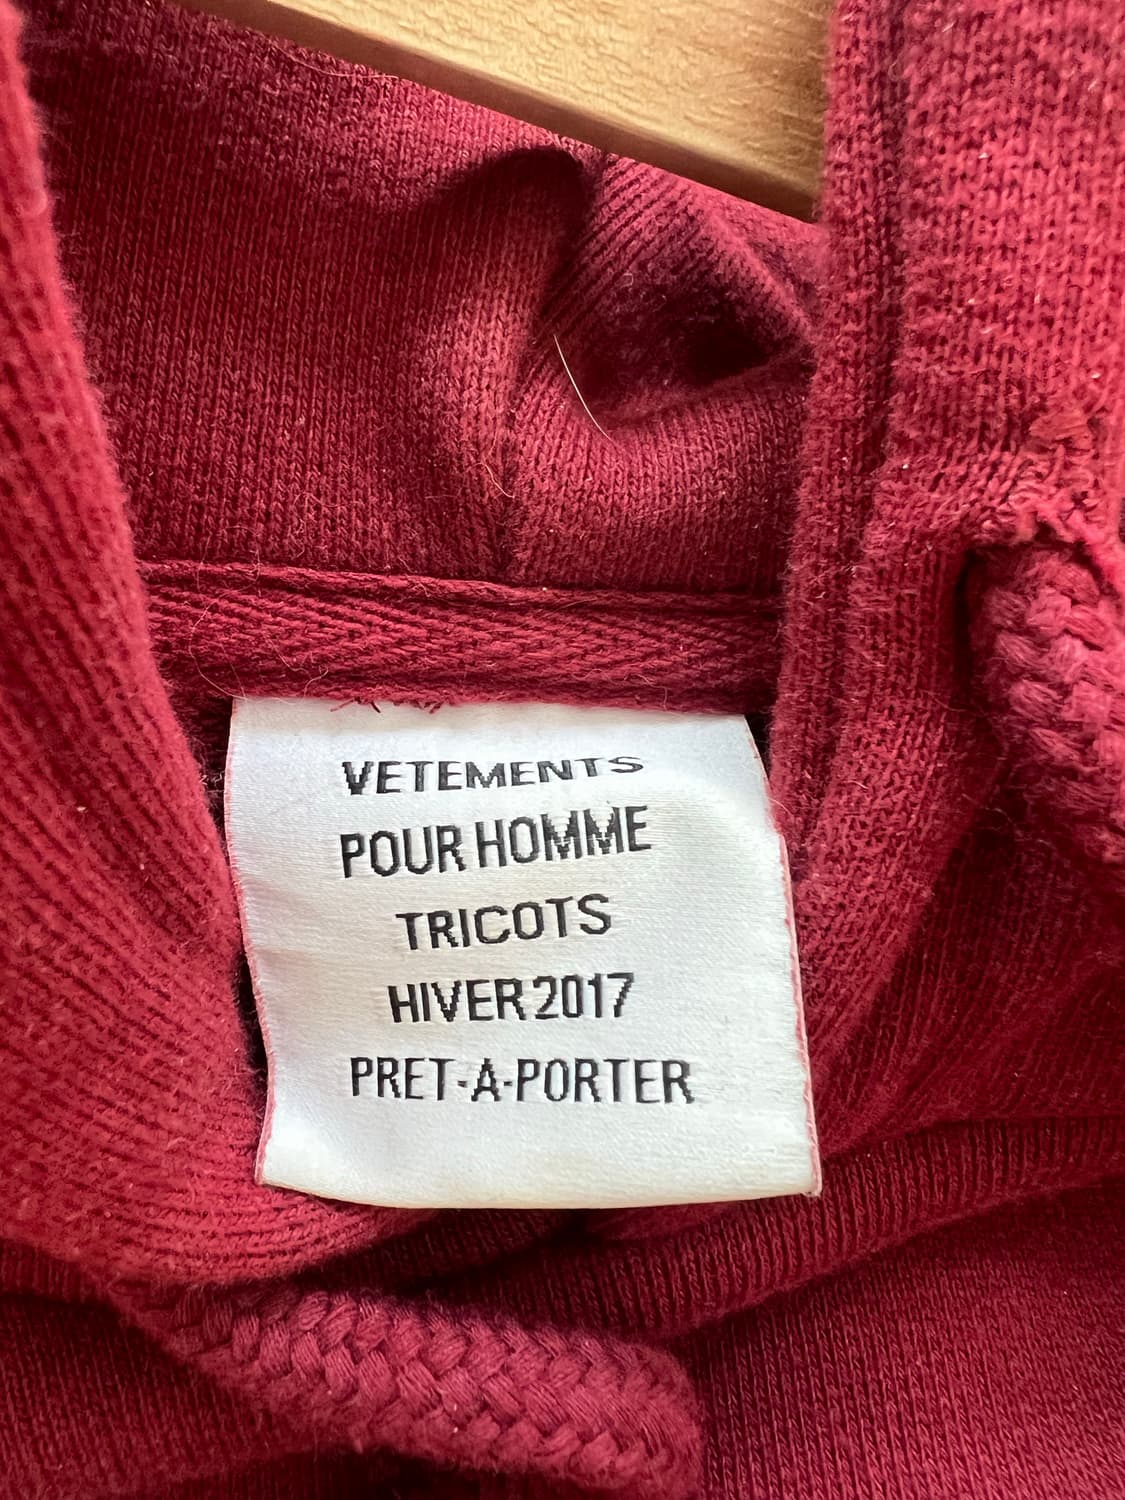 VETEMENTS
POUR HOMME
TRICOTS
HIVER 2017
PRET-A-PORTER